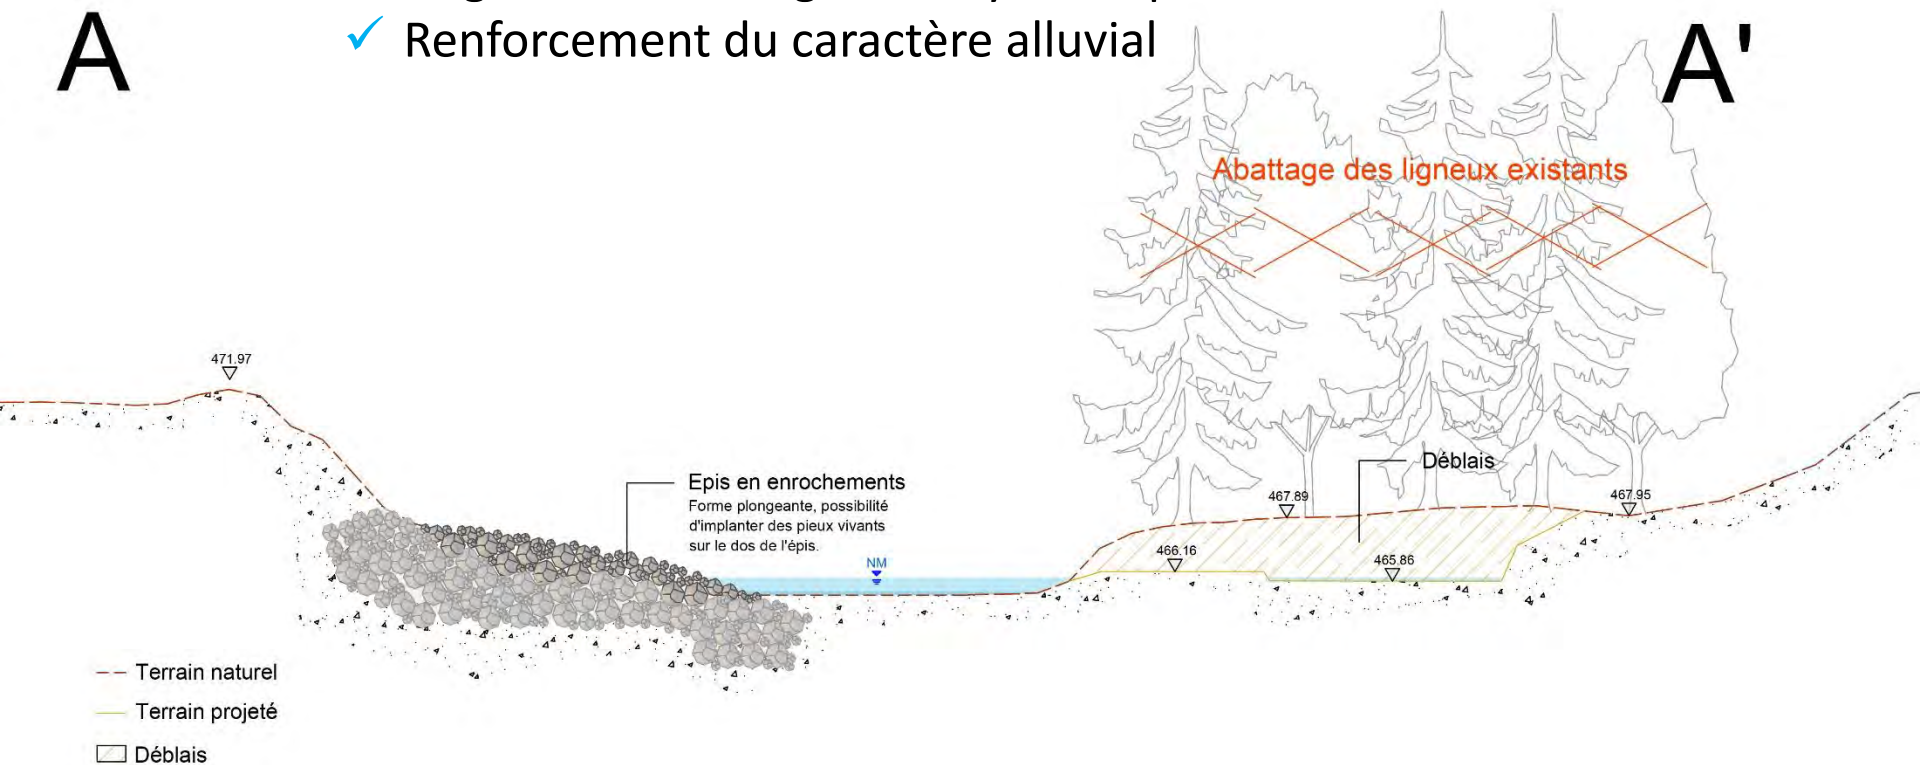 A
Renforcement du caractère alluvial
A'
Abattage des ligneux existants
471.97
Epis en enrochements
Forme plongeante, possibilité
d'implanter des pieux vivants
sur le dos de l'épis.
NM
Déblais
467.89
467.95
466.16
465.86
Terrain naturel
Terrain projeté
Déblais